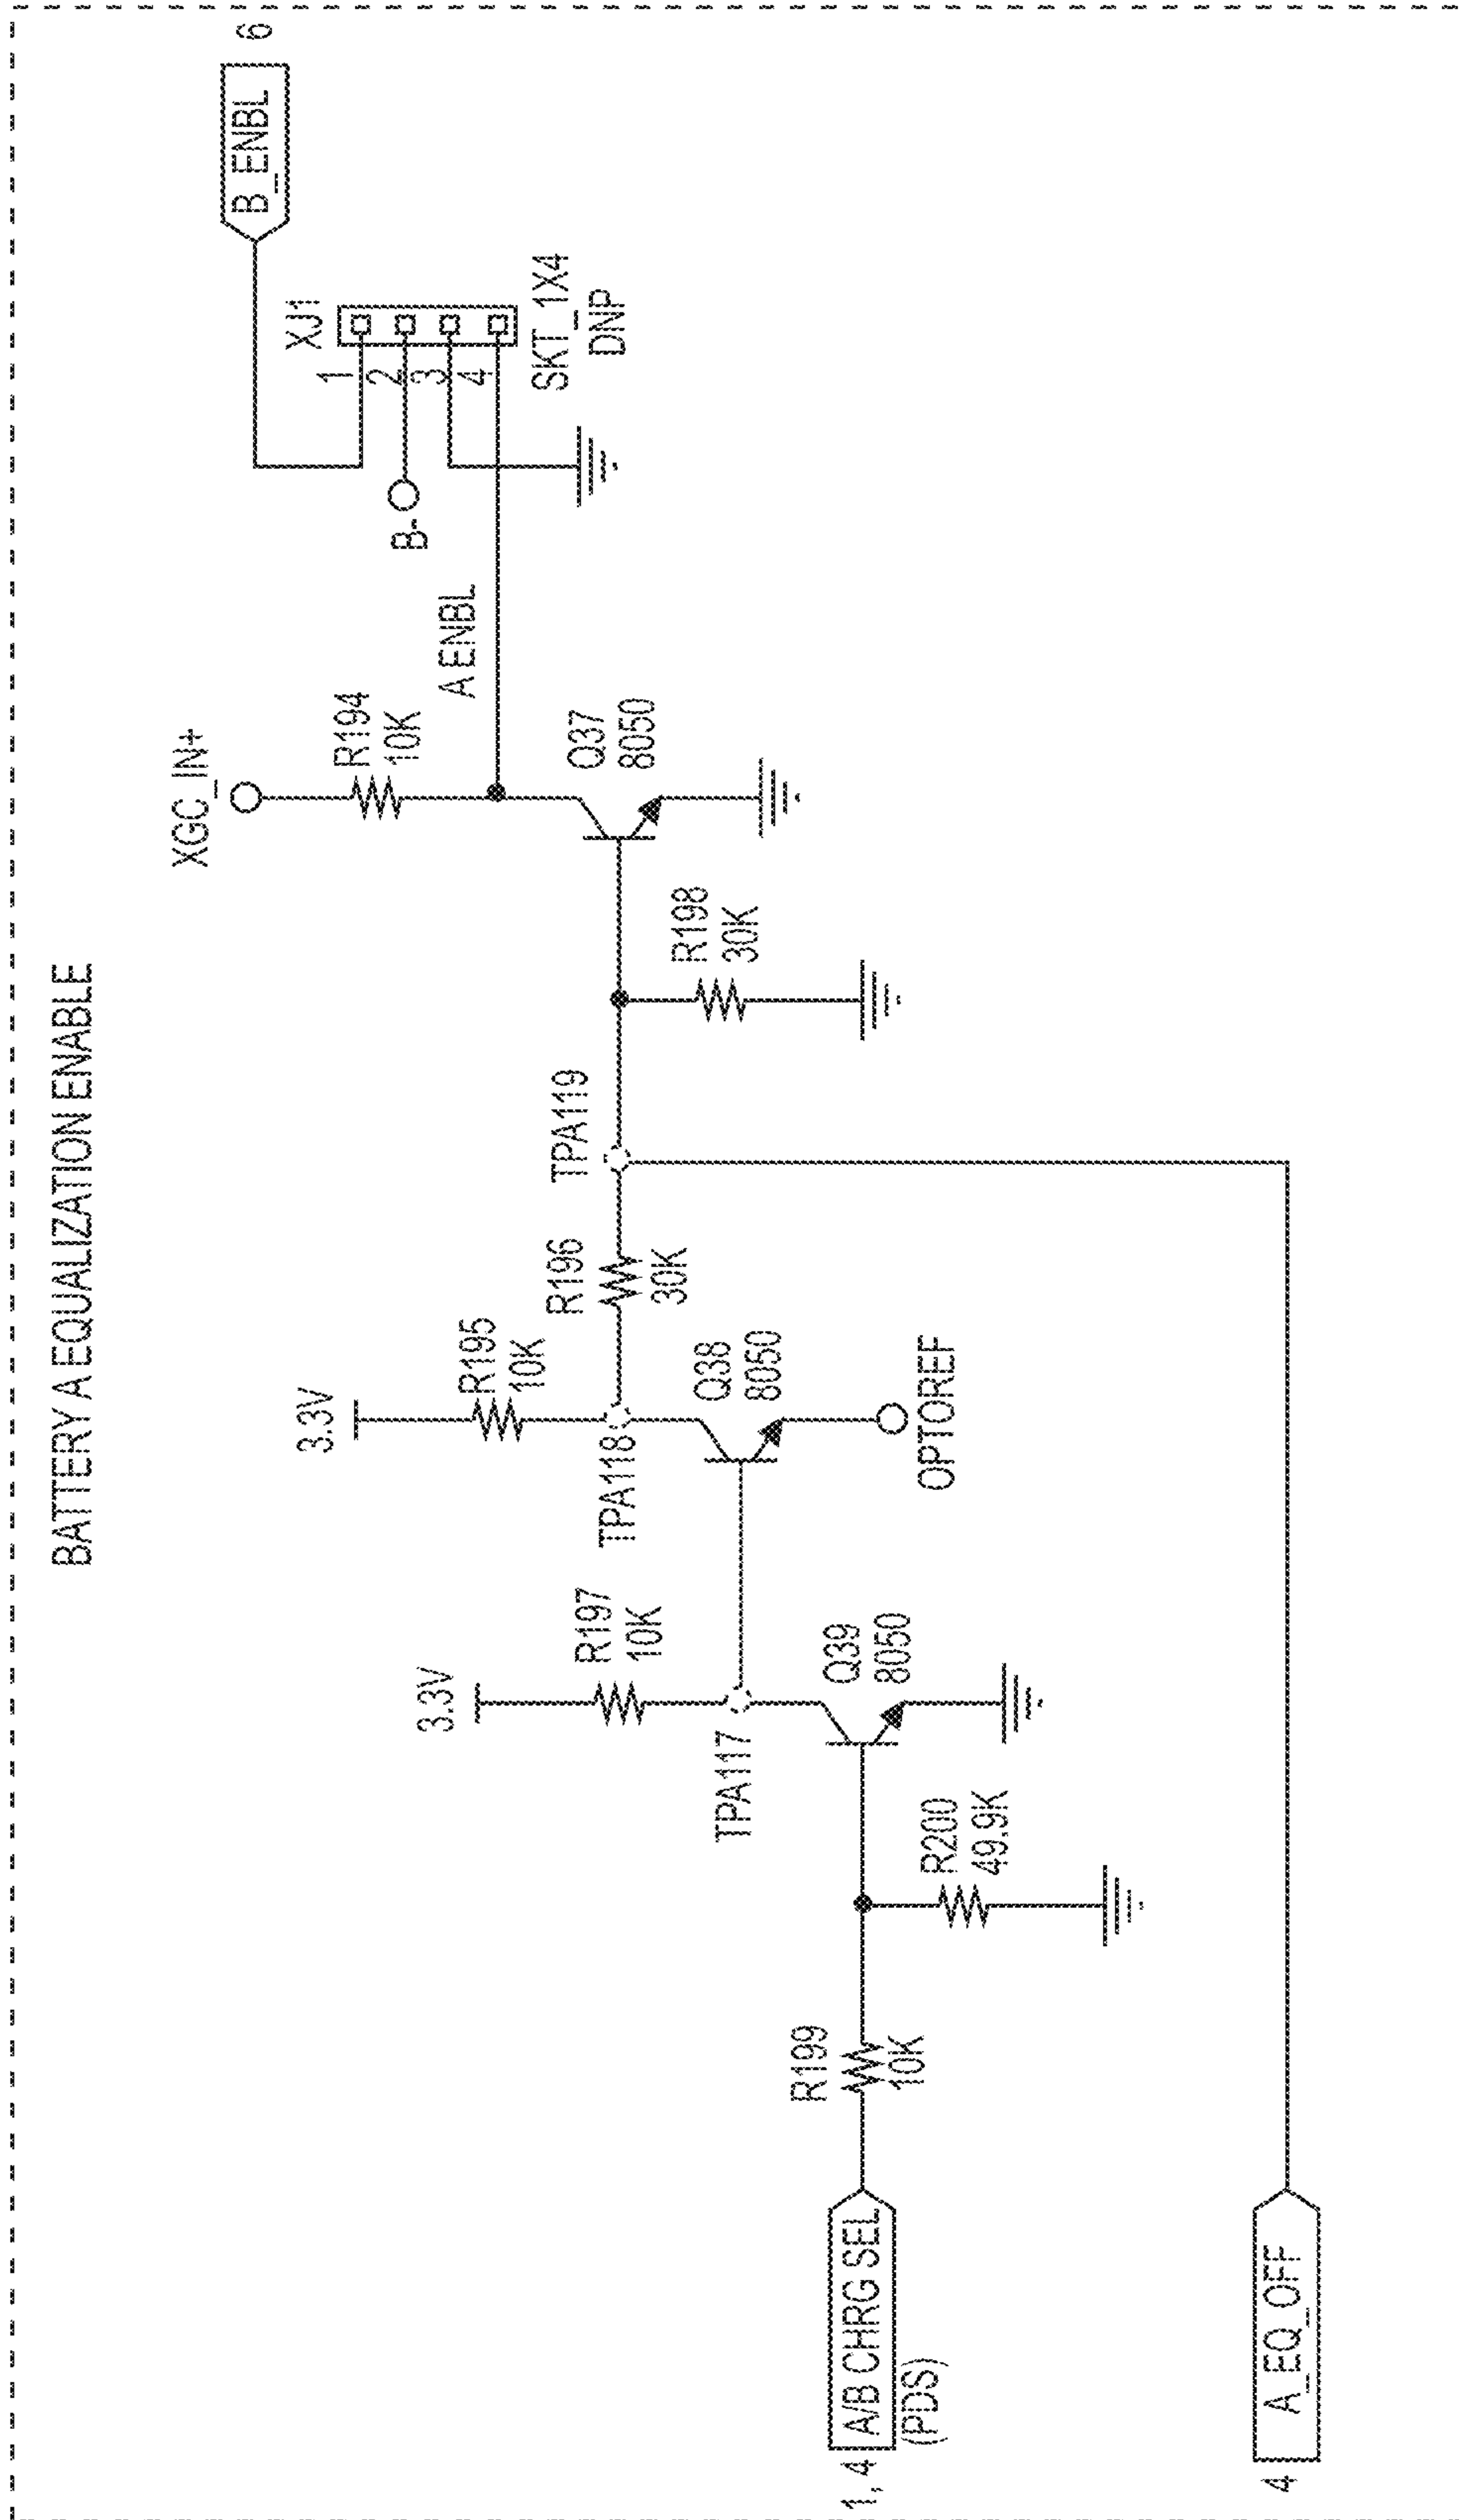 BATTERY A EQUALIZATION ENABLE
B_ENBL
6
XGC_IN+
XJ1
1
2
3
4
SKT_1X4
DNP
B-
R194
10K
A ENBL
Q37
8050
3.3V
R195
10K
R196
30K
TPA119
R198
30K
TPA118
Q38
8050
OPTOREF
3.3V
R197
10K
TPA117
Q39
8050
R199
10K
R200
49.9K
1, 4
A/B CHRG SEL
(PDS)
4
A_EQ_OFF